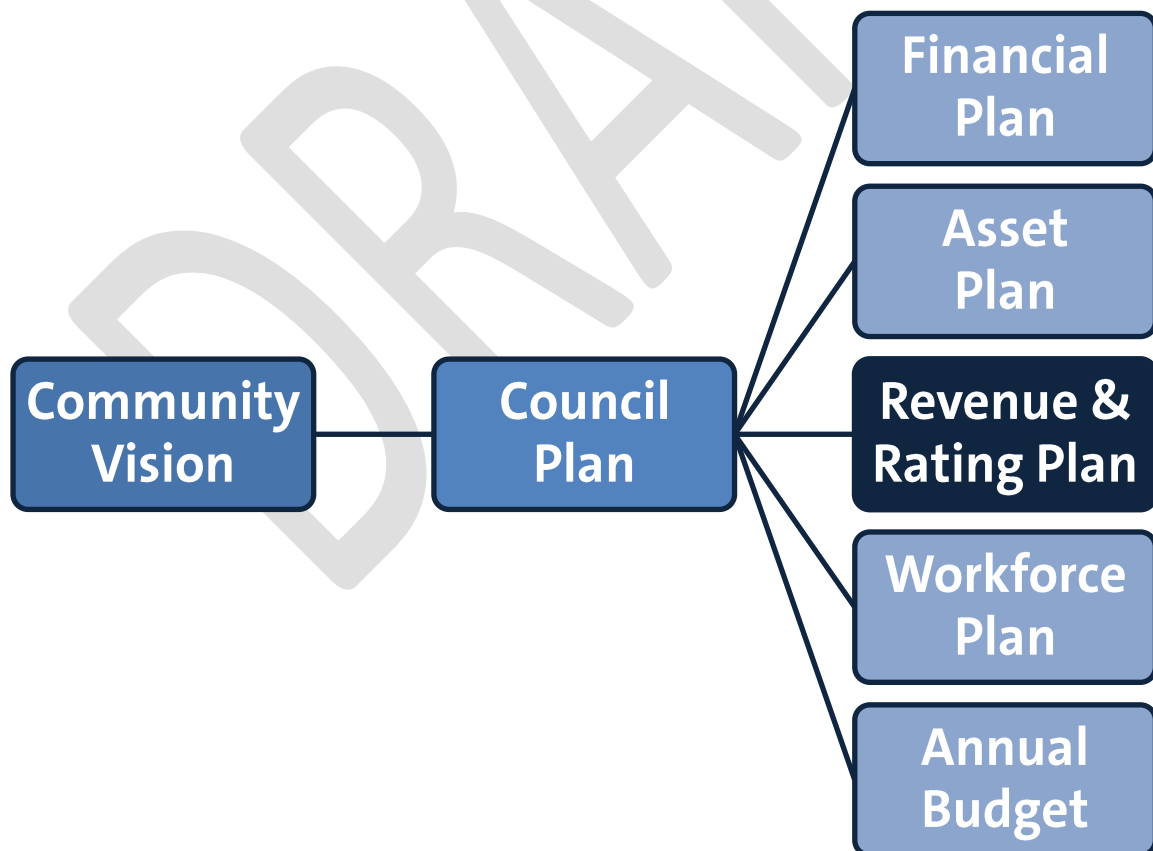 Financial
Plan
Asset
Plan
Community
Vision
Council
Plan
Revenue &
Rating Plan
Workforce
Plan
Annual
Budget